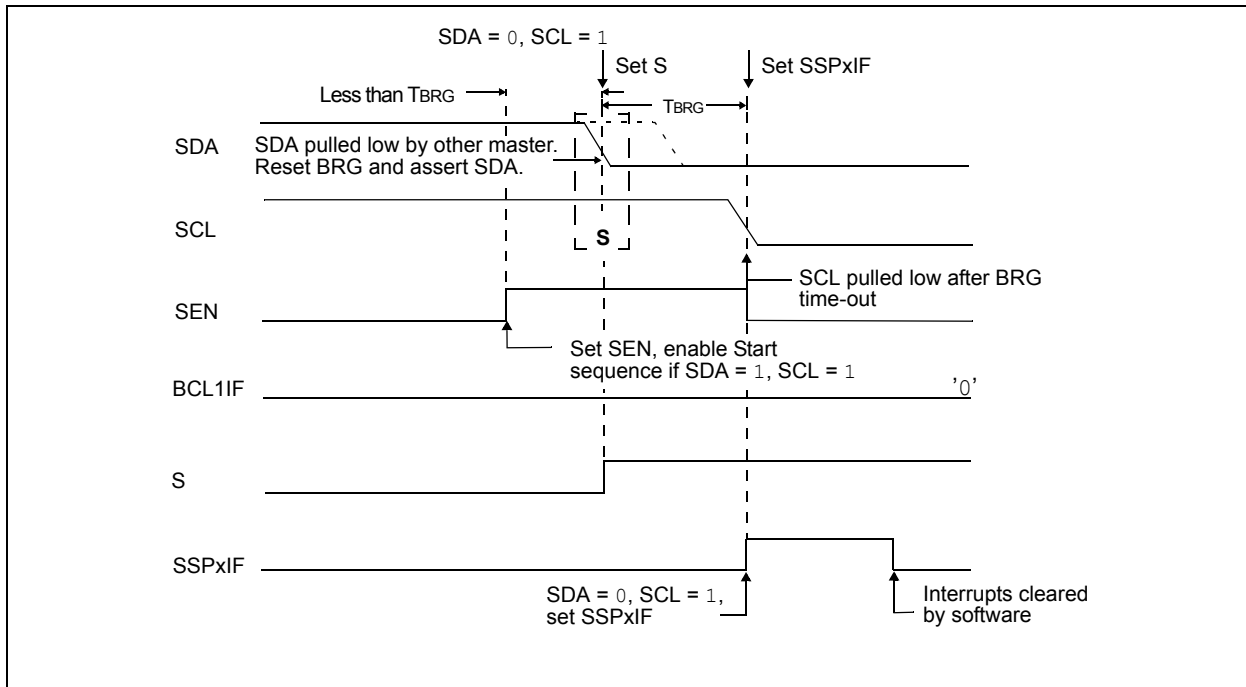 SDA = 0, SCL = 1
Set S
Set SSPxIF
Less than TBRG
TBRG
SDA
SDA pulled low by other master.
Reset BRG and assert SDA.
SCL
S
SCL pulled low after BRG
time-out
SEN
Set SEN, enable Start
sequence if SDA = 1, SCL = 1
BCL1IF
'0'
S
SSPxIF
SDA = 0, SCL = 1,
set SSPxIF
Interrupts cleared
by software